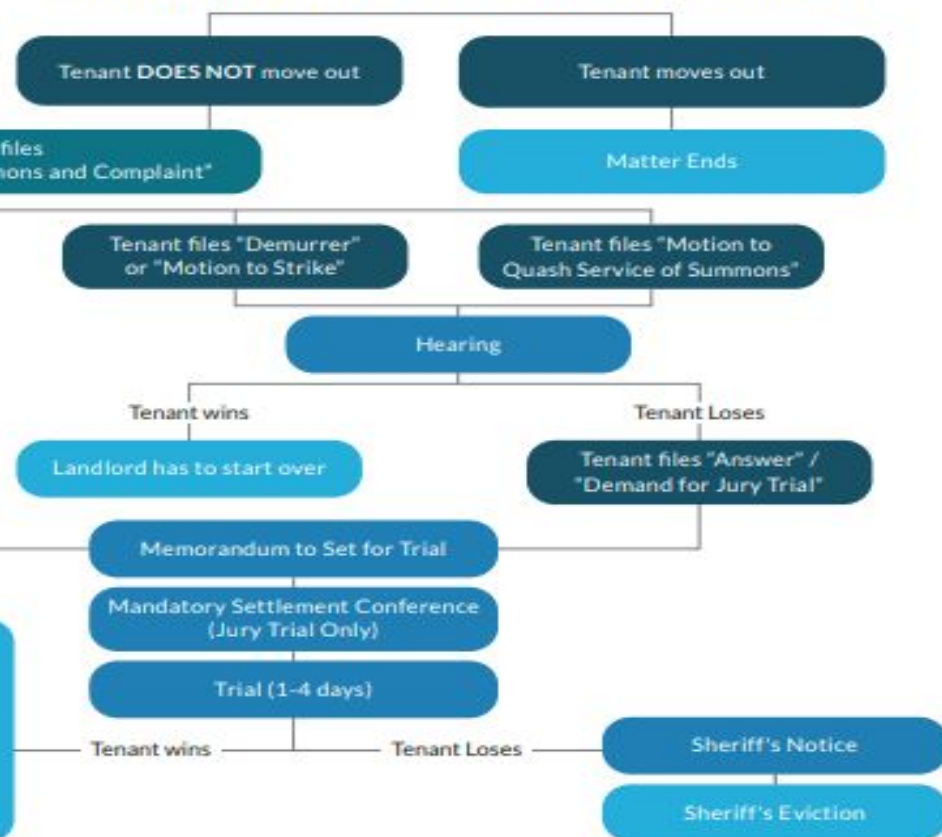 Tenant DOES NOT move out
Tenant moves out
files
and Complaint"
Matter Ends
Tenant files "Demurrer"
or "Motion to Strike"
Tenant files "Motion to
Quash Service of Summons"
Hearing
Tenant wins
Tenant Loses
Landlord has to start over
Tenant files "Answer" /
"Demand for Jury Trial"
Memorandum to Set for Trial
Mandatory Settlement Conference
(Jury Trial Only)
Trial (1-4 days)
Tenant wins
Tenant Loses
Sheriff's Notice
Sheriff's Eviction